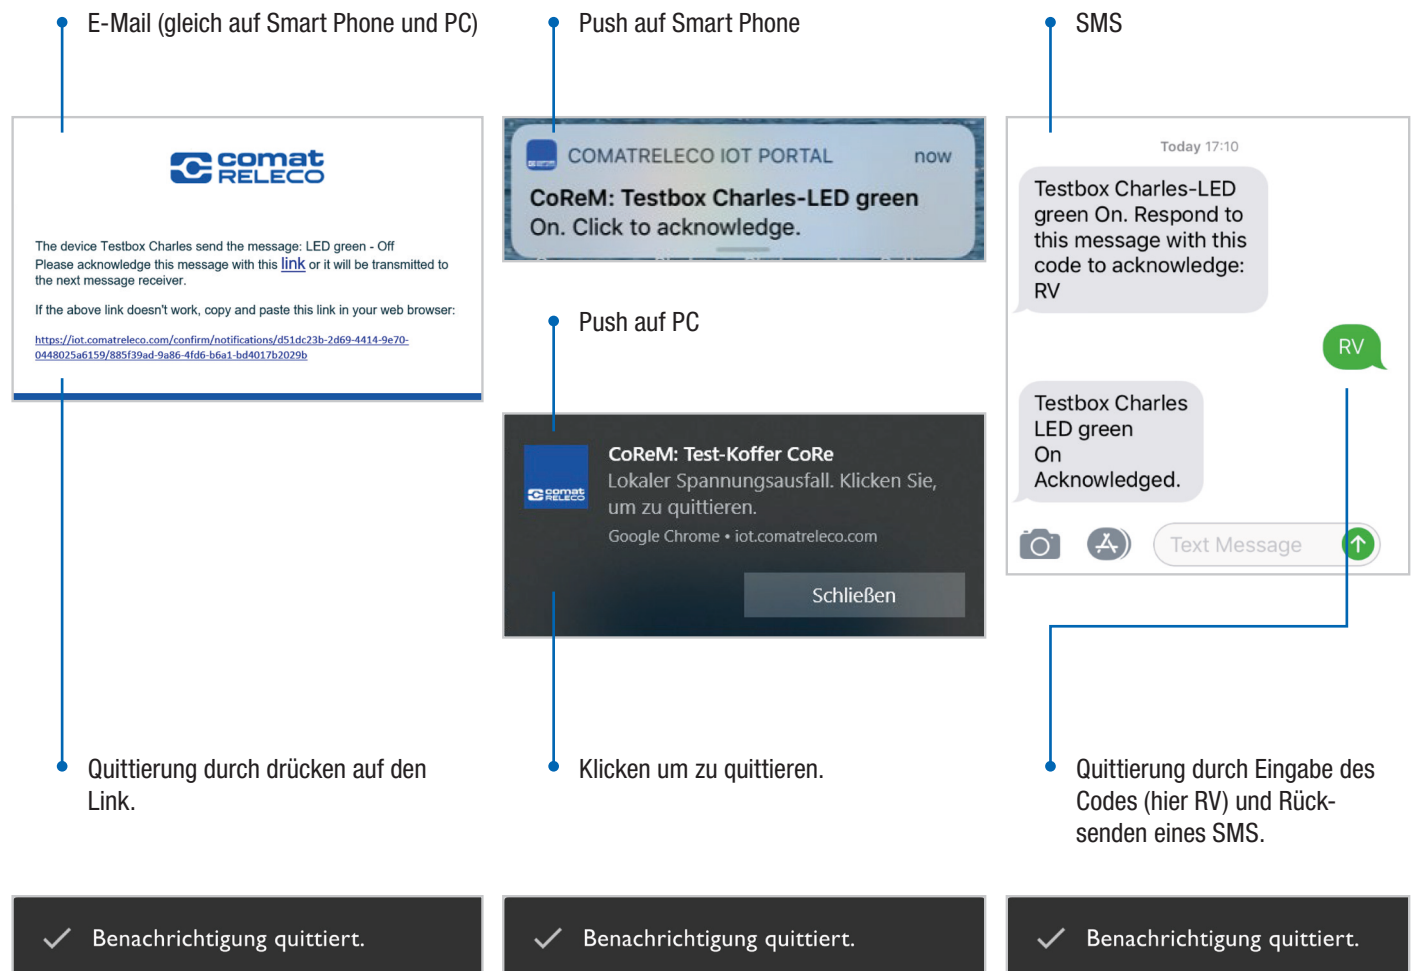 E-Mail (gleich auf Smart Phone und PC)
comat
RELECO
The device Testbox Charles send the message: LED green - Off
Please acknowledge this message with this link or it will be transmitted to
the next message receiver.
If the above link doesn't work, copy and paste this link in your web browser:
https://iot.comatreleco.com/confirm/notifications/d51dc23b-2d69-4414-9e70-
0448025a6159/885f39ad-9a86-4fd6-b6a1-bd4017b2029b
Quittierung durch drücken auf den
Link.
Benachrichtigung quittiert.
Push auf Smart Phone
COMATRELECO IOT PORTAL now
CoReM: Testbox Charles-LED green
On. Click to acknowledge.
Push auf PC
comat
RELECO
CoReM: Test-Koffer CoRe
Lokaler Spannungsausfall. Klicken Sie,
um zu quittieren.
Google Chrome • iot.comatreleco.com
Schließen
Klicken um zu quittieren.
Benachrichtigung quittiert.
SMS
Today 17:10
Testbox Charles-LED
green On. Respond to
this message with this
code to acknowledge:
RV
RV
Testbox Charles
LED green
On
Acknowledged.
Text Message
Quittierung durch Eingabe des
Codes (hier RV) und Rück-
senden eines SMS.
Benachrichtigung quittiert.